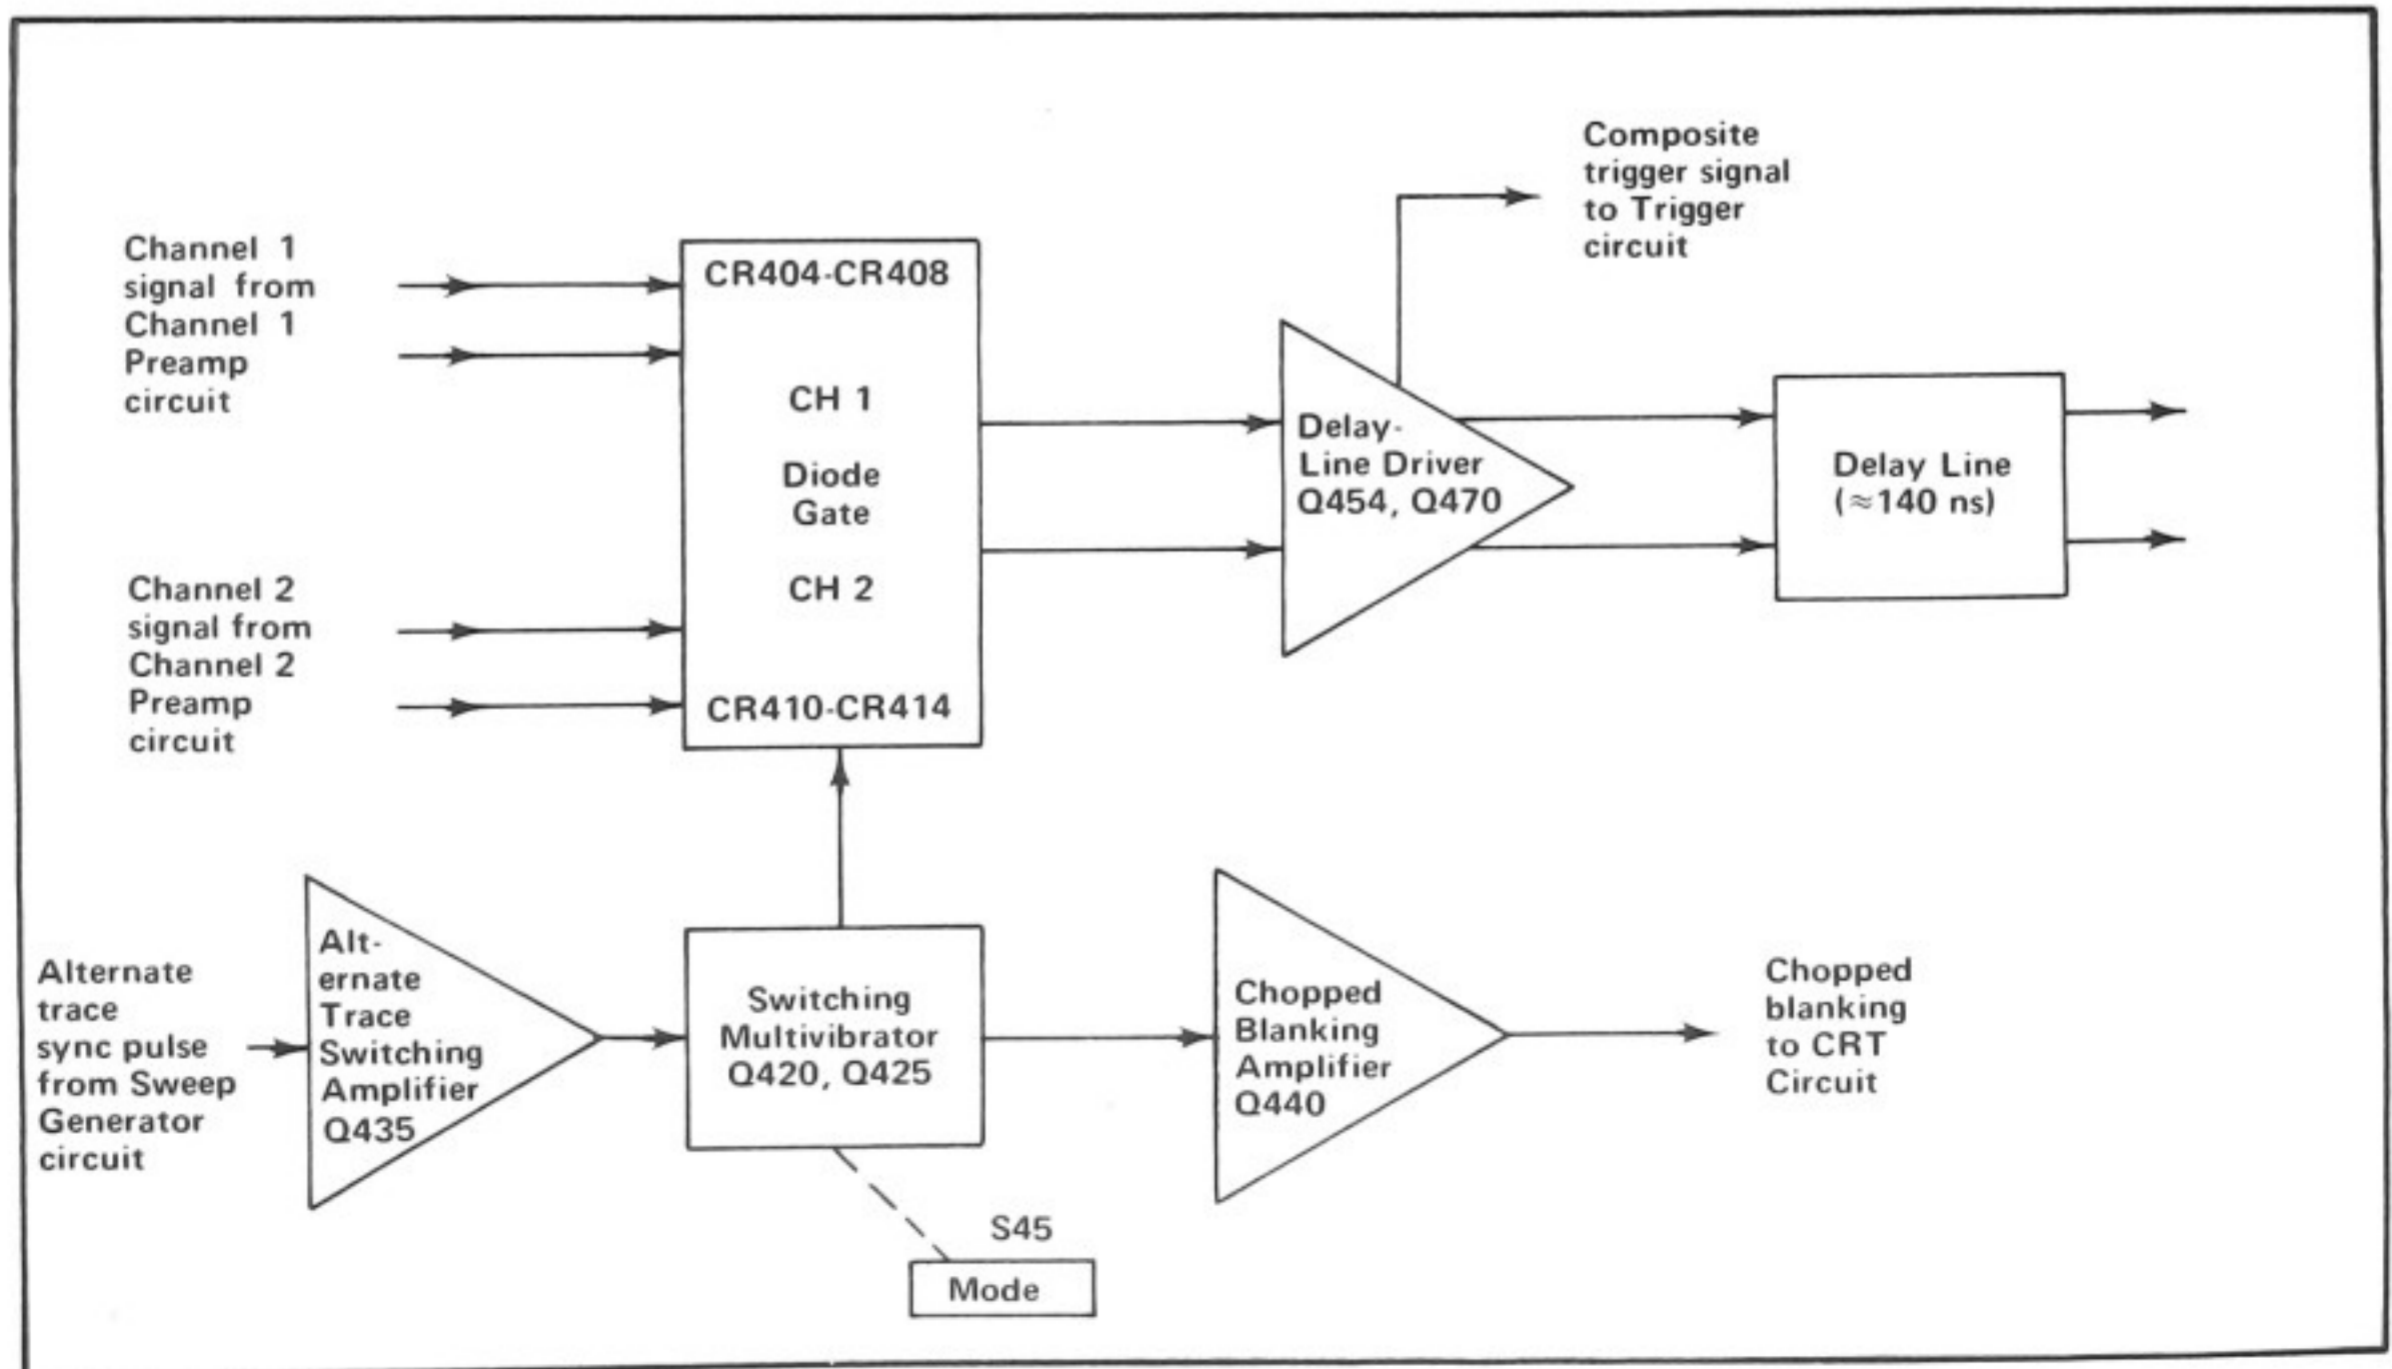 Composite
trigger signal
to Trigger
circuit
Channel 1
signal from
Channel 1
Preamp
circuit
CR404-CR408
CH 1
Diode
Gate
CH 2
CR410-CR414
Delay-
Line Driver
Q454, Q470
Delay Line
(≈140 ns)
Channel 2
signal from
Channel 2
Preamp
circuit
Alternate
trace
sync pulse
from Sweep
Generator
circuit
Alt-
ernate
Trace
Switching
Amplifier
Q435
Switching
Multivibrator
Q420, Q425
Chopped
Blanking
Amplifier
Q440
Chopped
blanking
to CRT
Circuit
S45
Mode